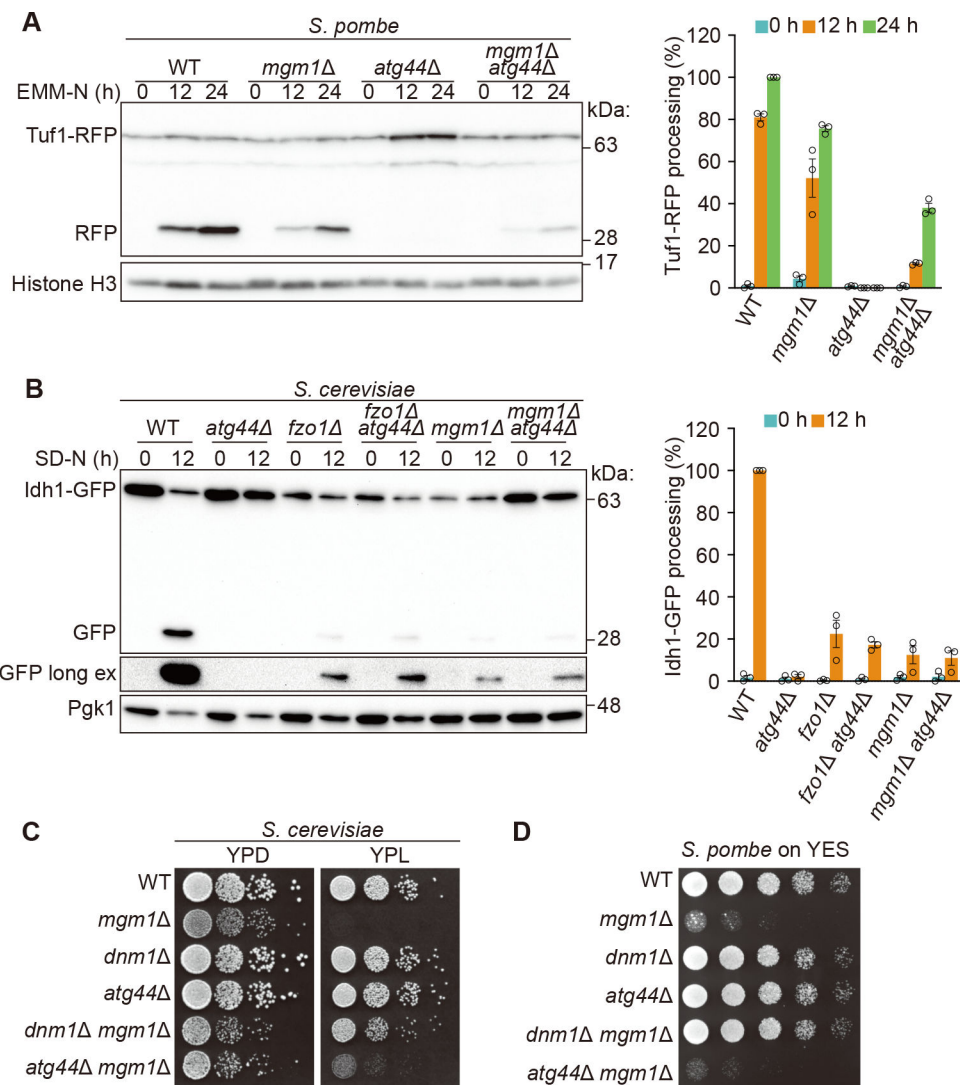 A
S. pombe
WT mgm1Δ atg44Δ mgm1Δ atg44Δ
EMM-N (h) 0 12 24 0 12 24 0 12 24 0 12 24
kDa:
Tuf1-RFP
63
RFP
28
17
Histone H3
0 h 12 h 24 h
Tuf1-RFP processing (%)
120
100
80
60
40
20
0
WT mgm1Δ atg44Δ mgm1Δ atg44Δ
B
S. cerevisiae
WT atg44Δ fzo1Δ fzo1Δ atg44Δ mgm1Δ mgm1Δ atg44Δ
SD-N (h) 0 12 0 12 0 12 0 12 0 12 0 12
kDa:
Idh1-GFP
63
GFP
28
GFP long ex
Pgk1
48
0 h 12 h
Idh1-GFP processing (%)
120
100
80
60
40
20
0
WT atg44Δ fzo1Δ fzo1Δ atg44Δ mgm1Δ mgm1Δ atg44Δ
C
S. cerevisiae
YPD YPL
WT
mgm1Δ
dnm1Δ
atg44Δ
dnm1Δ mgm1Δ
atg44Δ mgm1Δ
D
S. pombe on YES
WT
mgm1Δ
dnm1Δ
atg44Δ
dnm1Δ mgm1Δ
atg44Δ mgm1Δ